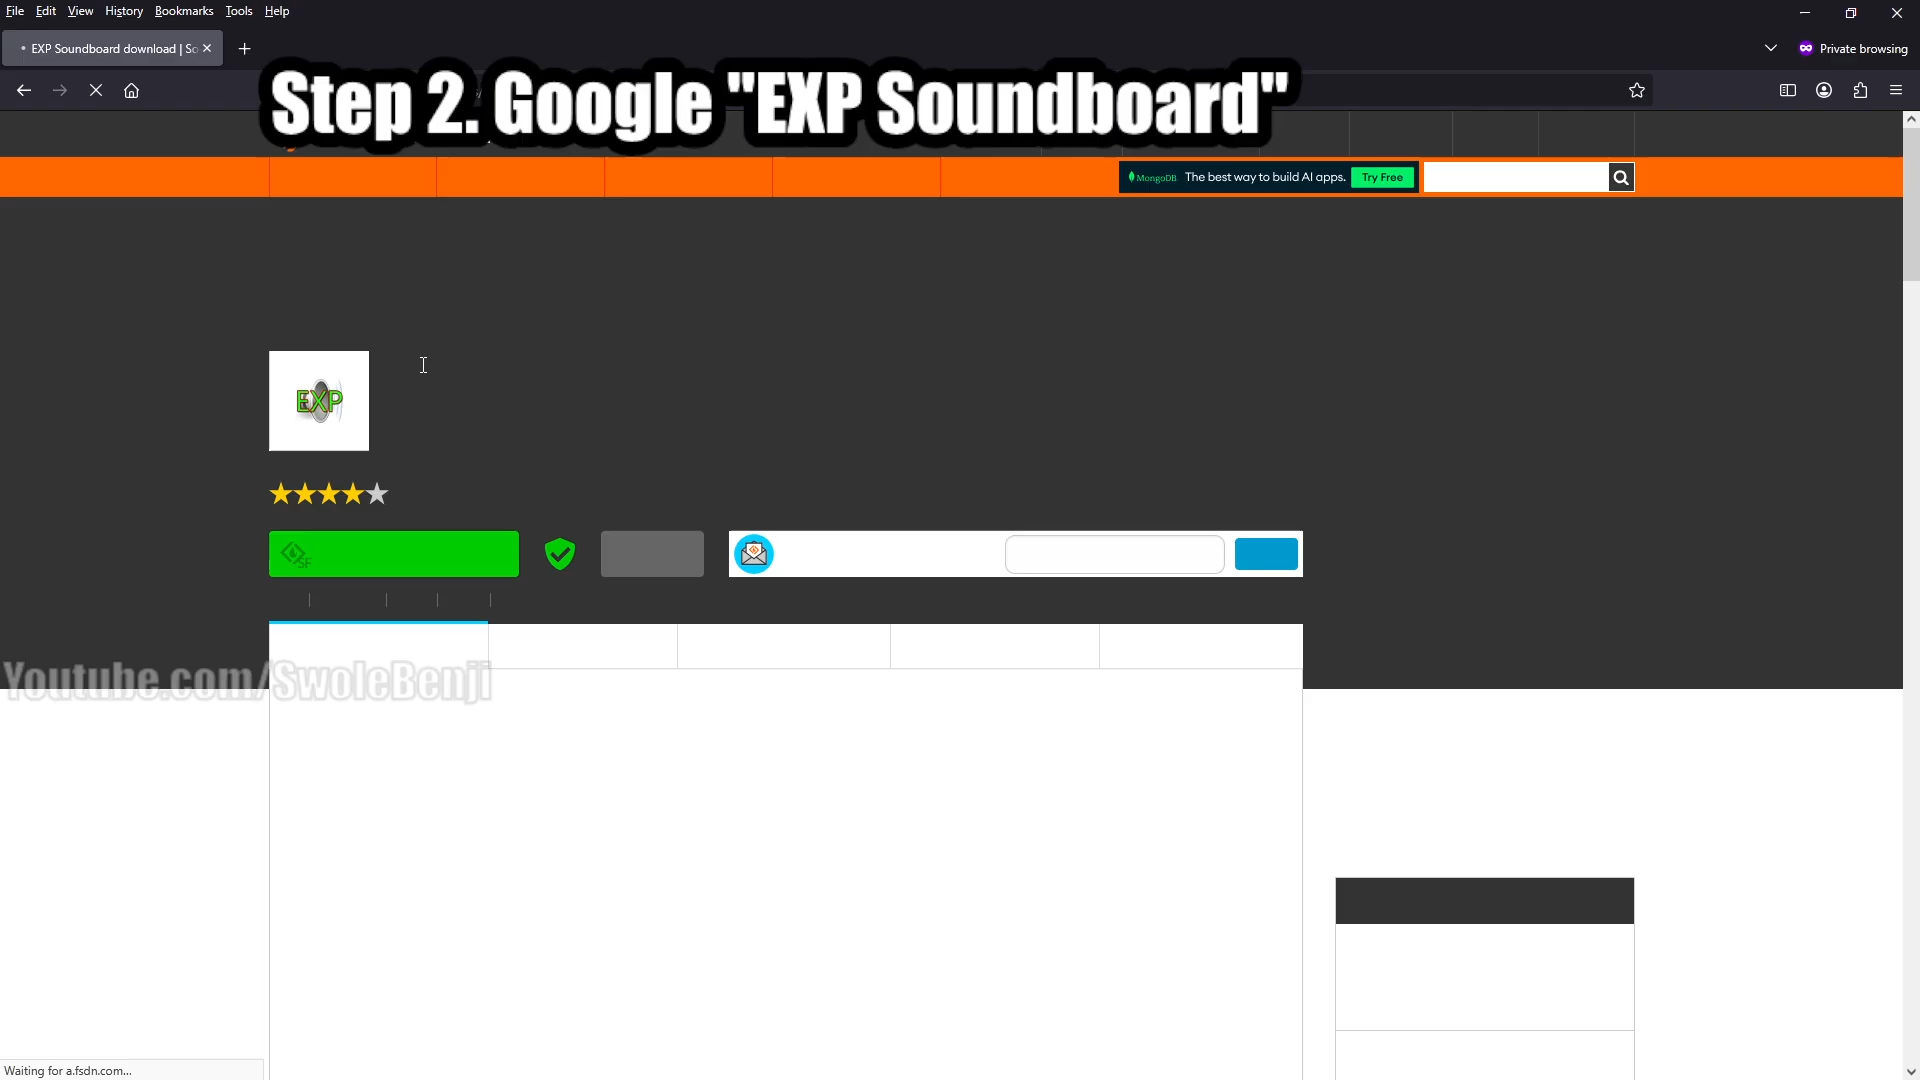 File Edit View History Bookmarks Tools Help
EXP Soundboard download | So
Private browsing
Step 2. Google "EXP Soundboard"
MongoDB The best way to build AI apps. Try Free
EXP
SF
Youtube.com/SwoleBenji
Waiting for a.fsdn.com...